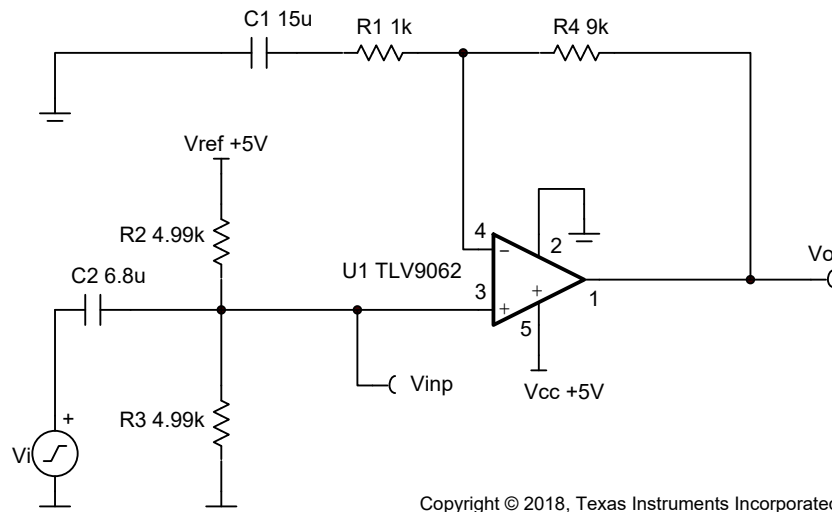 C1 15u
R1 1k
R4 9k
Vref +5V
R2 4.99k
4
2
C2 6.8u
U1 TLV9062
3
1
5
Vinp
Vcc +5V
R3 4.99k
+
Vi
Copyright © 2018, Texas Instruments Incorporated